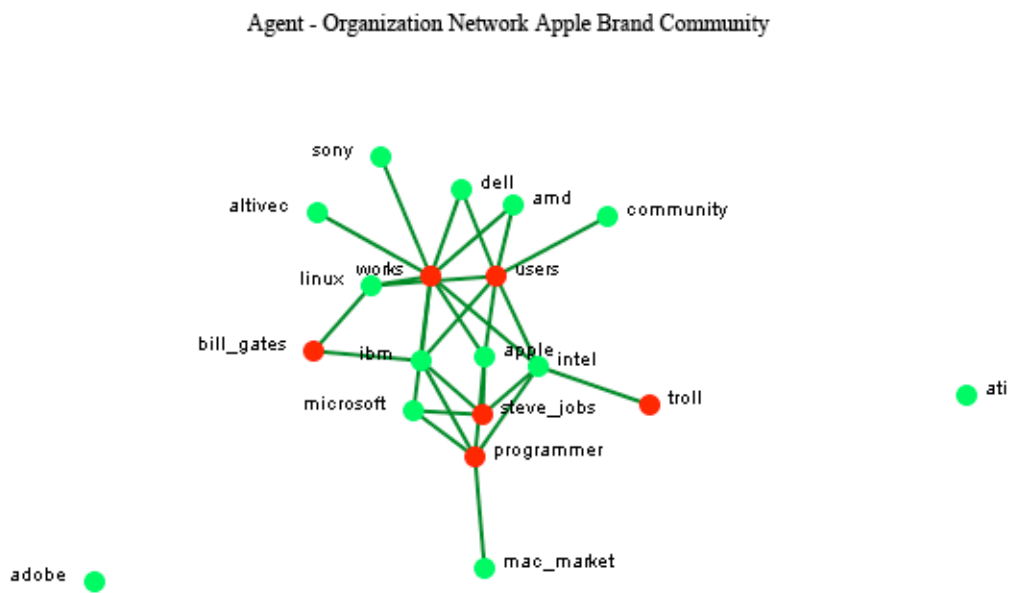 Agent - Organization Network Apple Brand Community
sony
dell
altivec
amd
community
works
users
linux
bill_gates
ibm
apple
intel
microsoft
steve_jobs
troll
ati
programmer
mac_market
adobe